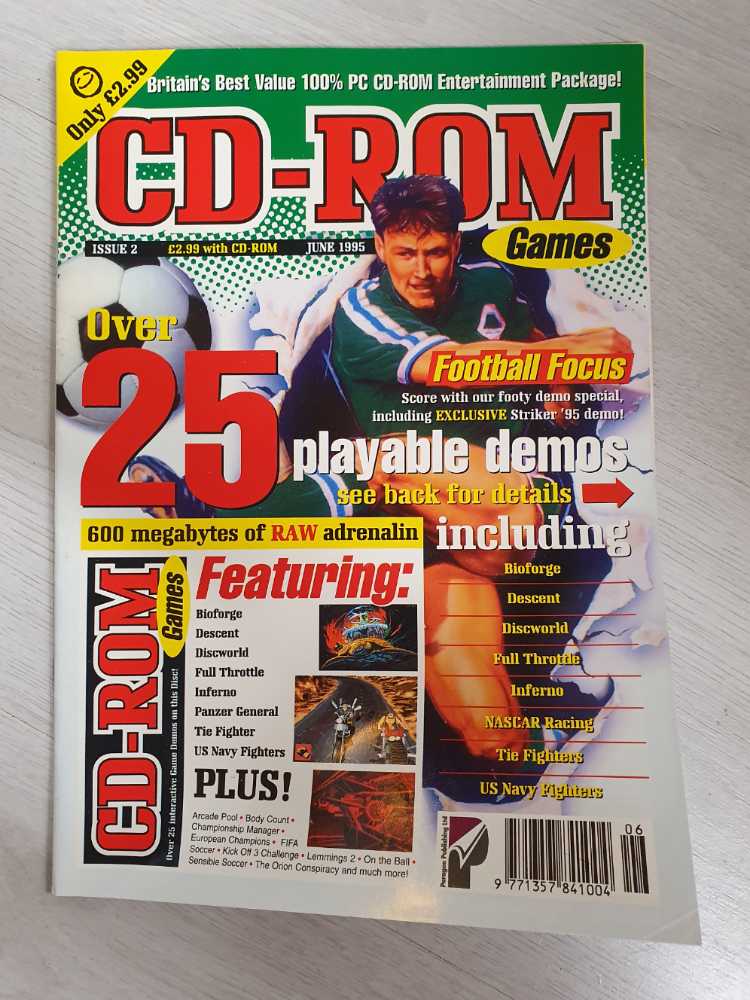 Only £2.99
Britain's Best Value 100% PC CD-ROM Entertainment Package!
CD-ROM
Games
ISSUE 2 £2.99 with CD-ROM JUNE 1995
Over
25
Football Focus
Score with our footy demo special,
including EXCLUSIVE Striker '95 demo!
playable demos
see back for details
including
Bioforge
Descent
Discworld
Full Throttle
Inferno
NASCAR Racing
Tie Fighters
US Navy Fighters
600 megabytes of RAW adrenalin
CD-ROM
Games
Over 25 interactive Game Demos on this Disc!
Featuring:
Bioforge
Descent
Discworld
Full Throttle
Inferno
Panzer General
Tie Fighter
US Navy Fighters
PLUS!
Arcade Pool • Body Count •
Championship Manager •
European Champions • FIFA
Soccer • Kick Off 3 Challenge • Lemmings 2 • On the Ball •
Sensible Soccer • The Orion Conspiracy and much more!
Paragon Publishing Ltd
06
9 771357 841004